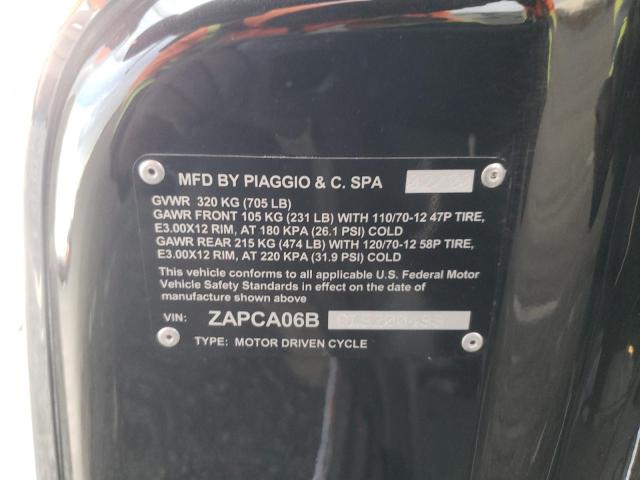 MFD BY PIAGGIO & C. SPA
GVWR 320 KG (705 LB)
GAWR FRONT 105 KG (231 LB) WITH 110/70-12 47P TIRE,
E3.00X12 RIM, AT 180 KPA (26.1 PSI) COLD
GAWR REAR 215 KG (474 LB) WITH 120/70-12 58P TIRE,
E3.00X12 RIM, AT 220 KPA (31.9 PSI) COLD
This vehicle conforms to all applicable U.S. Federal Motor
Vehicle Safety Standards in effect on the date of
manufacture shown above
VIN: ZAPCA06B
TYPE: MOTOR DRIVEN CYCLE